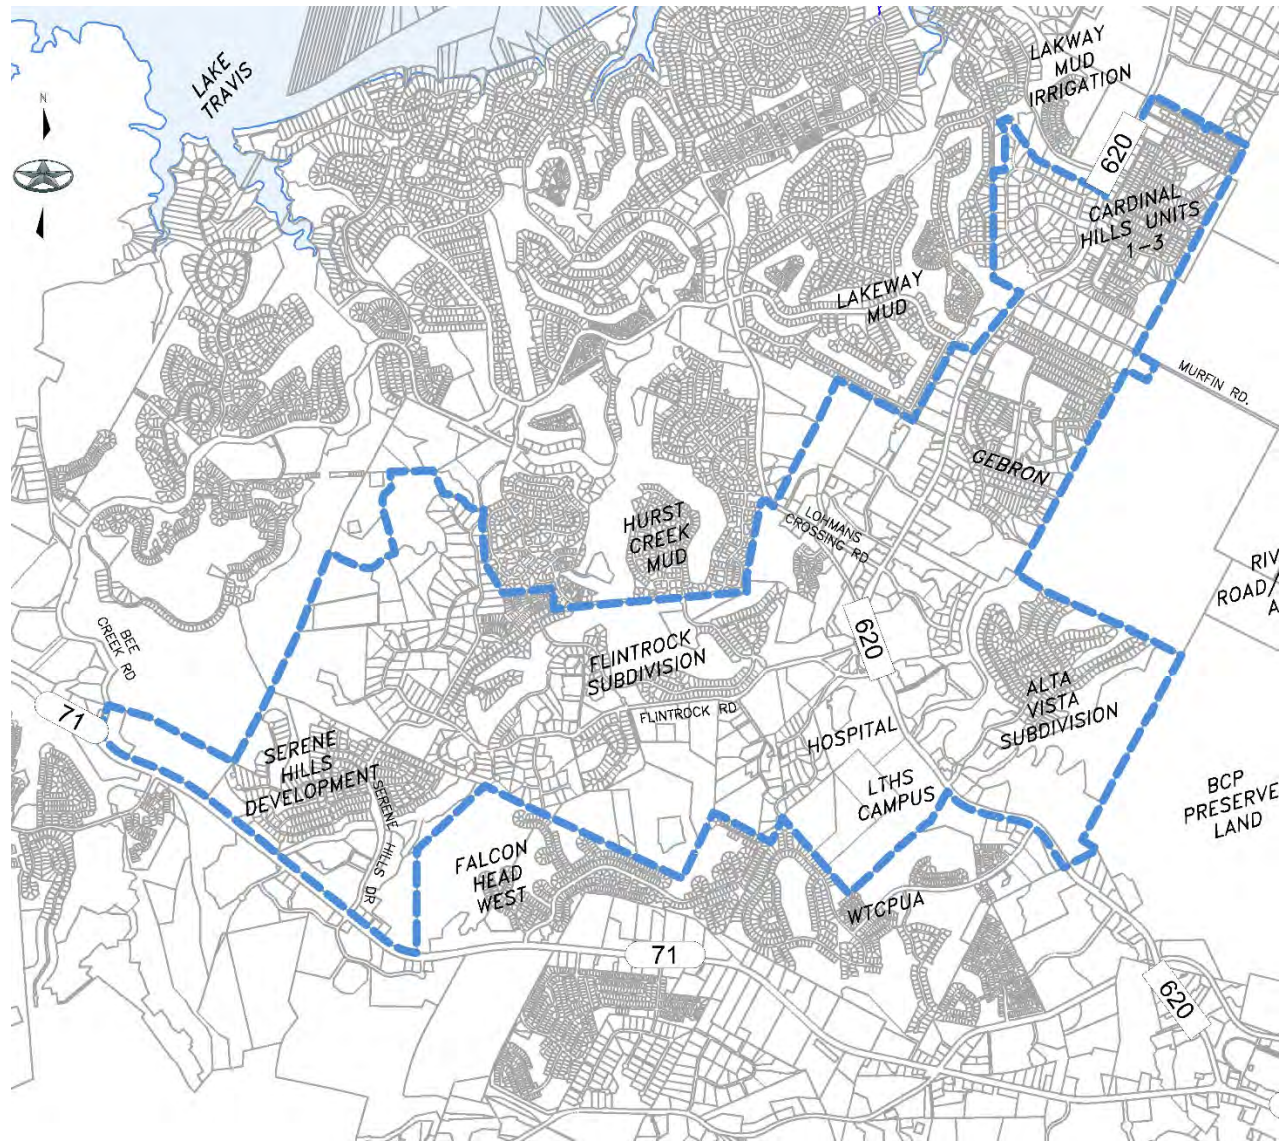 LAKE
TRAVIS
N
LAKWAY
MUD
IRRIGATION
620
CARDINAL
HILLS UNITS
1-3
LAKEWAY
MUD
MURFIN RD.
GEBRON
HURST
CREEK
MUD
LOHMANS
CROSSING RD
RIV
ROAD/
A
BEE
CREEK RD
620
FLINTROCK
SUBDIVISION
FLINTROCK RD
ALTA
VISTA
SUBDIVISION
71
SERENE
HILLS
DEVELOPMENT
HOSPITAL
SERENE HILLS DR
LTHS
CAMPUS
BCP
PRESERVE
LAND
FALCON
HEAD
WEST
WTCPUA
71
620